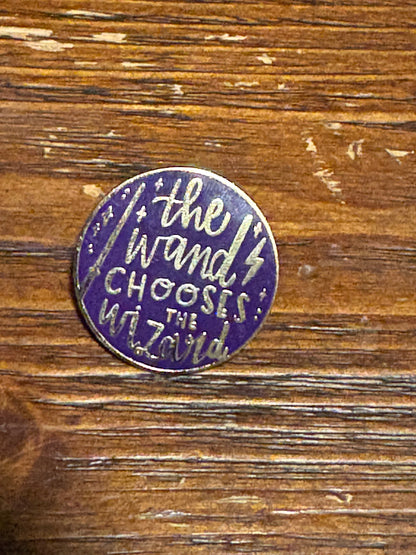 the
wand
CHOOSES
THE
wizard